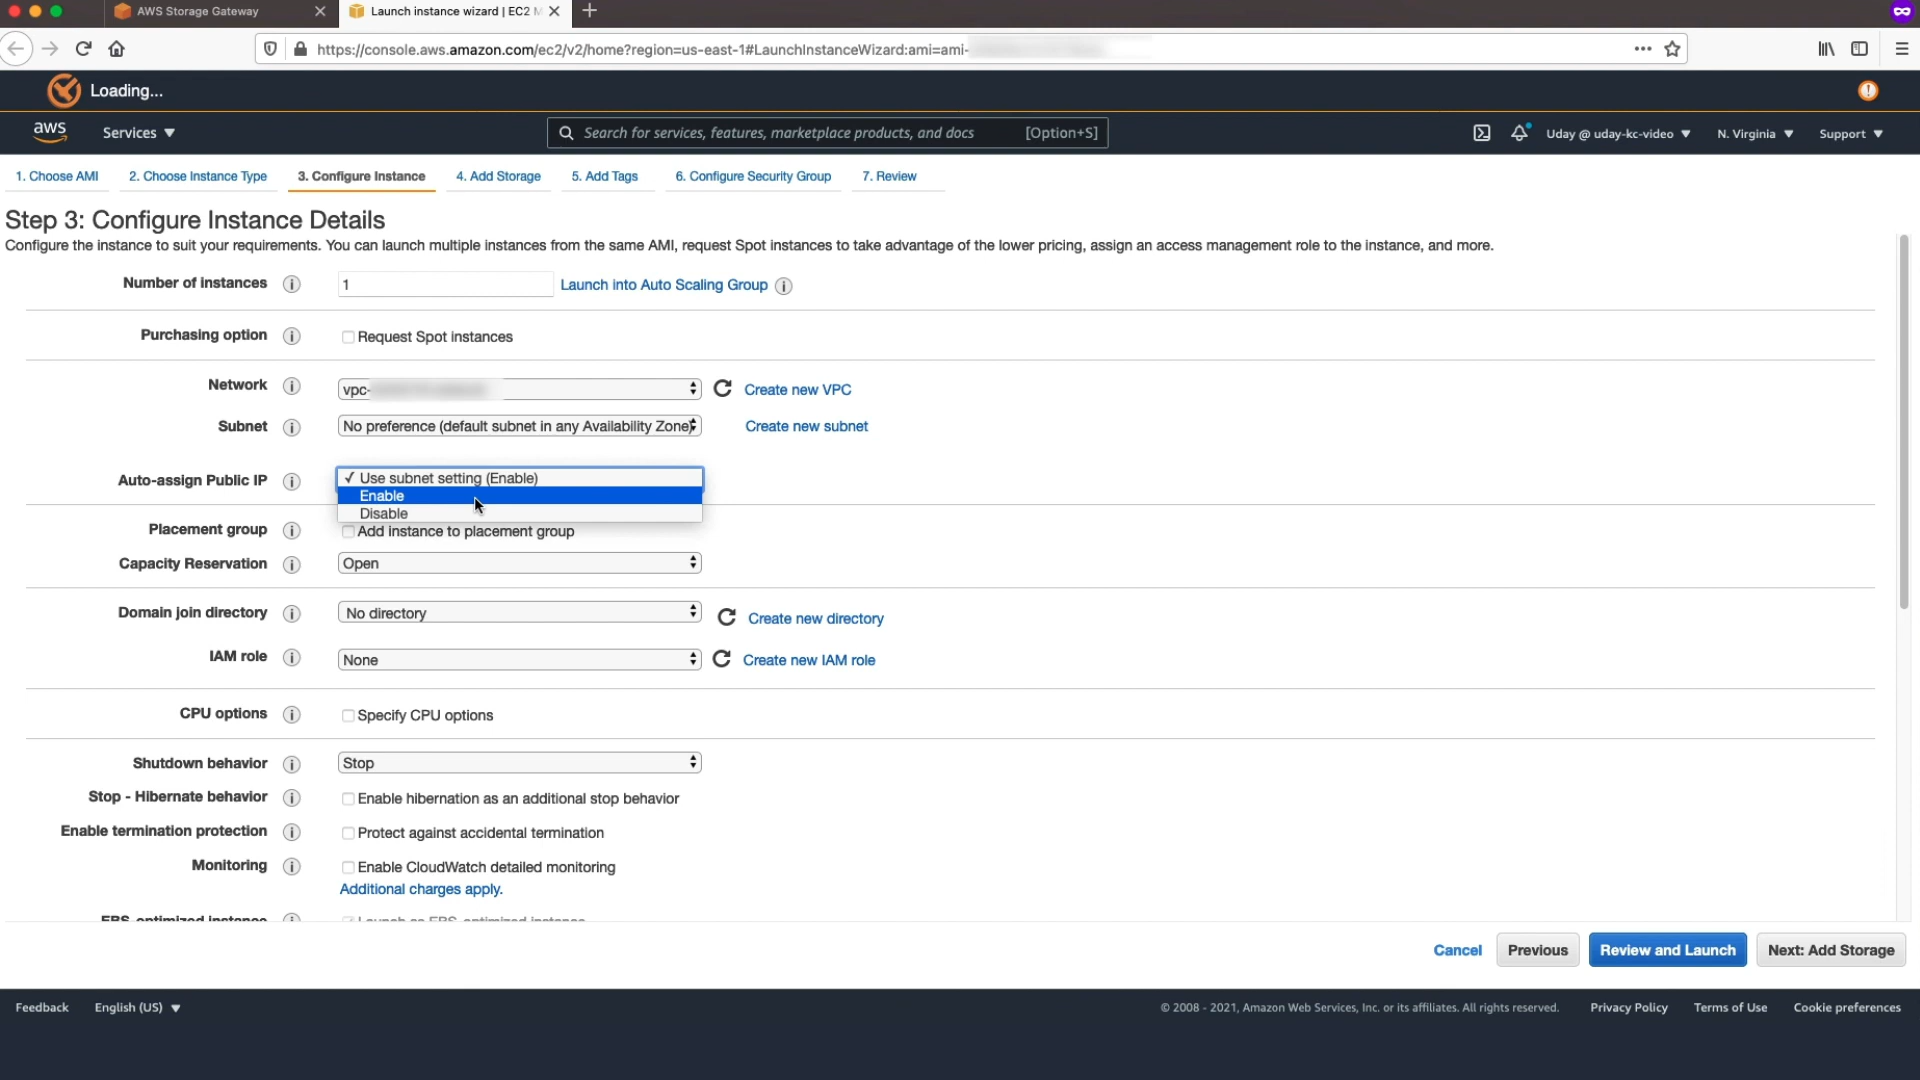 AWS Storage Gateway
Launch instance wizard | EC2 M
https://console.aws.amazon.com/ec2/v2/home?region=us-east-1#LaunchInstanceWizard:ami=ami-
Loading...
aws
Services
Search for services, features, marketplace products, and docs
[Option+S]
Uday @ uday-kc-video
N. Virginia
Support
1. Choose AMI
2. Choose Instance Type
3. Configure Instance
4. Add Storage
5. Add Tags
6. Configure Security Group
7. Review
Step 3: Configure Instance Details
Configure the instance to suit your requirements. You can launch multiple instances from the same AMI, request Spot instances to take advantage of the lower pricing, assign an access management role to the instance, and more.
Number of instances
1
Launch into Auto Scaling Group
Purchasing option
Request Spot instances
Network
vpc-
Create new VPC
Subnet
No preference (default subnet in any Availability Zone)
Create new subnet
Auto-assign Public IP
✓ Use subnet setting (Enable)
Enable
Disable
Placement group
Add instance to placement group
Capacity Reservation
Open
Domain join directory
No directory
Create new directory
IAM role
None
Create new IAM role
CPU options
Specify CPU options
Shutdown behavior
Stop
Stop - Hibernate behavior
Enable hibernation as an additional stop behavior
Enable termination protection
Protect against accidental termination
Monitoring
Enable CloudWatch detailed monitoring
Additional charges apply.
EBS-optimized instance
Launch as EBS-optimized instance
Cancel
Previous
Review and Launch
Next: Add Storage
Feedback
English (US)
© 2008 - 2021, Amazon Web Services, Inc. or its affiliates. All rights reserved.
Privacy Policy
Terms of Use
Cookie preferences